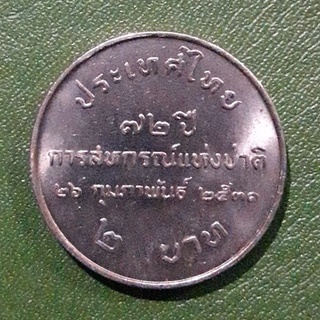 ประเทศไทย
๗๒ ปี
การสหกรณ์แห่งชาติ
๒๖ กุมภาพันธ์ ๒๕๓๑
๒ บาท